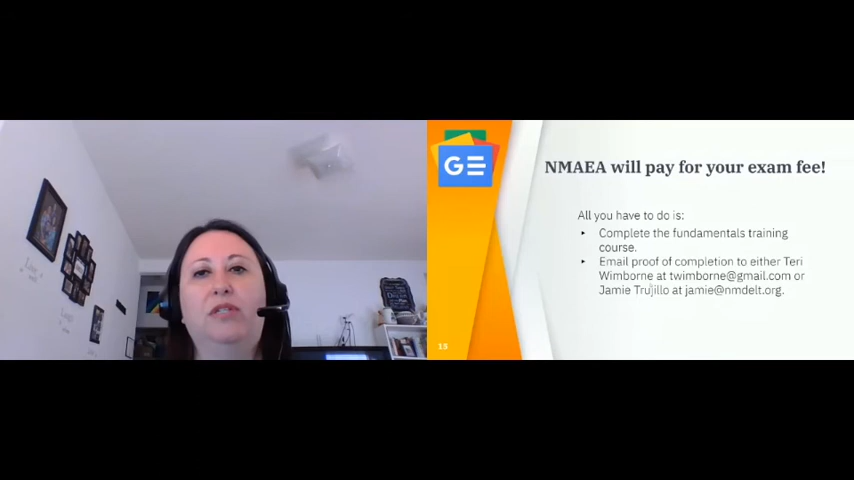 GE
NMAEA will pay for your exam fee!
All you have to do is:
‣ Complete the fundamentals training
course.
‣ Email proof of completion to either Teri
Wimborne at twimborne@gmail.com or
Jamie Trujillo at jamie@nmdelt.org.
19